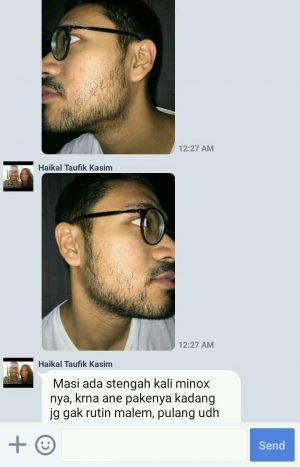 12:27 AM
Haikal Taufik Kasim
12:27 AM
Haikal Taufik Kasim
Masi ada stengah kali minox
nya, krna ane pakenya kadang
jg gak rutin malem, pulang udh
Send